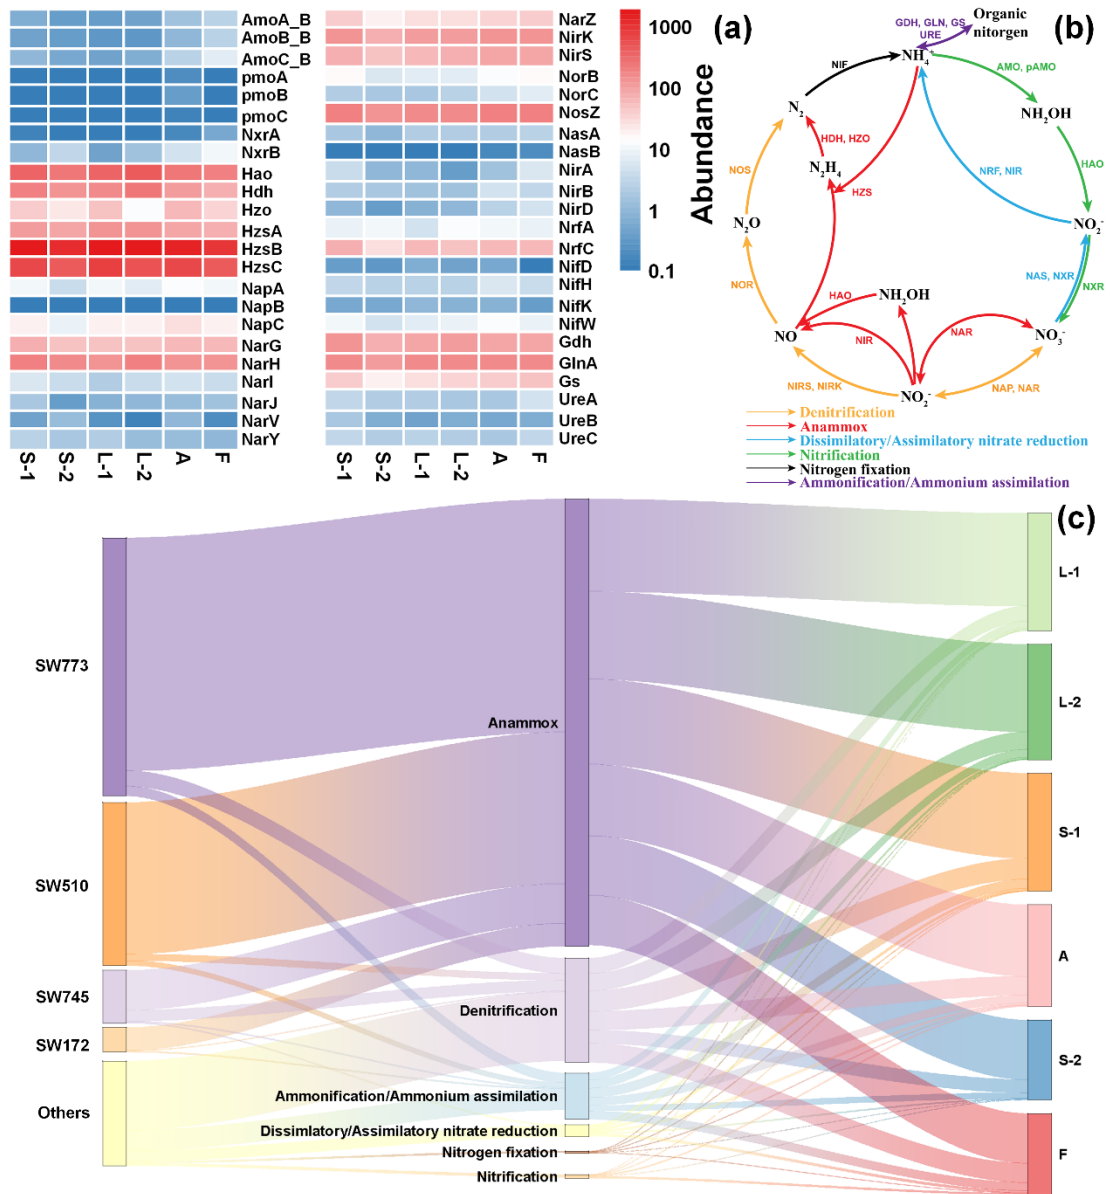 AmoA_B
AmoB_B
AmoC_B
pmoA
pmoB
pmoC
NxrA
NxrB
Hao
Hdh
Hzo
HzsA
HzsB
HzsC
NapA
NapB
NapC
NarG
NarH
NarI
NarJ
NarV
NarY
S-1
S-2
L-1
L-2
A
F
NarZ
NirK
NirS
NorB
NorC
NosZ
NasA
NasB
NirA
NirB
NirD
NrfA
NrfC
NifD
NifH
NifK
NifW
Gdh
GlnA
Gs
UreA
UreB
UreC
S-1
S-2
L-1
L-2
A
F
1000
100
10
1
0.1
Abundance
(a)
(b)
GDH, GLN, GS
URE
Organic
nitorgen
NH₄⁺
NIF
AMO, pAMO
N₂
NH₂OH
HDH, HZO
N₂H₄
HAO
NOS
HZS
NRF, NIR
N₂O
NO₂⁻
NAS, NXR
NXR
NOR
HAO
NH₂OH
NO
NIR
NAR
NO₃⁻
NIRS, NIRK
NO₂⁻
NAP, NAR
Denitrification
Anammox
Dissimilatory/Assimilatory nitrate reduction
Nitrification
Nitrogen fixation
Ammonification/Ammonium assimilation
(c)
SW773
SW510
SW745
SW172
Others
Anammox
Denitrification
Ammonification/Ammonium assimilation
Dissimlatory/Assimilatory nitrate reduction
Nitrogen fixation
Nitrification
L-1
L-2
S-1
A
S-2
F